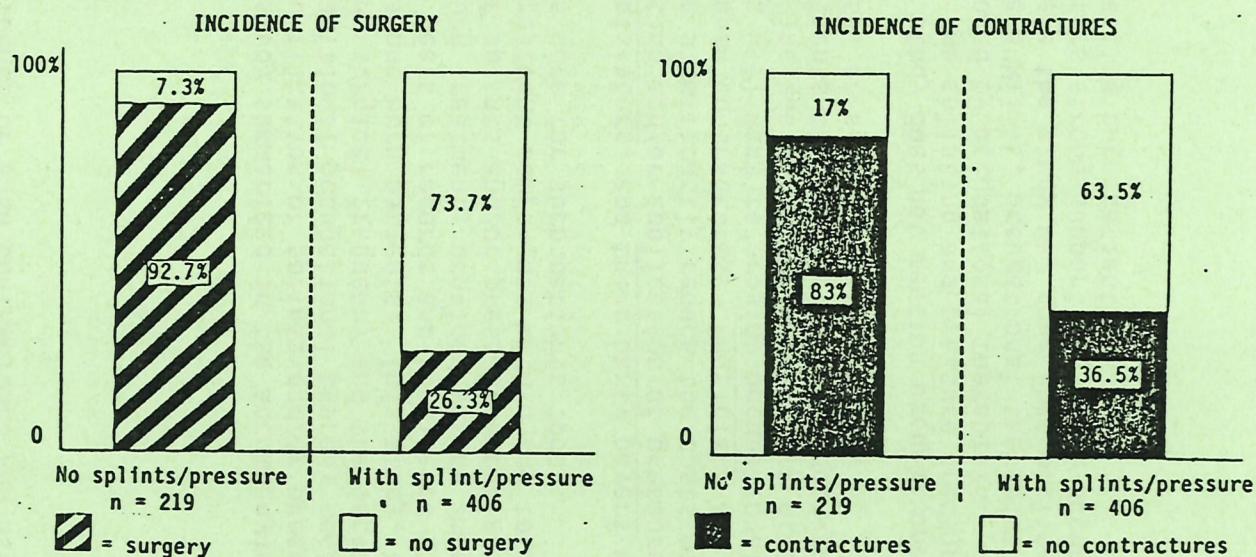 INCIDENCE OF SURGERY
100%
7.3%
73.7%
92.7%
26.3%
0
No splints/pressure
n = 219
With splint/pressure
n = 406
= surgery
= no surgery
INCIDENCE OF CONTRACTURES
100%
17%
63.5%
83%
36.5%
0
No splints/pressure
n = 219
With splints/pressure
n = 406
= contractures
= no contractures